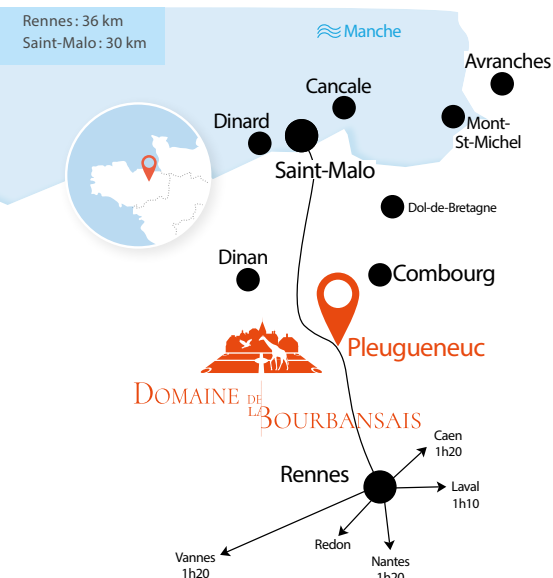 Rennes : 36 km
Saint-Malo : 30 km
Manche
Avranches
Cancale
Dinard
Mont-
St-Michel
Saint-Malo
Dol-de-Bretagne
Dinan
Combourg
Pleugueneuc
DOMAINE DE
LA BOURBANSAIS
Caen
1h20
Rennes
Laval
1h10
Redon
Vannes
1h20
Nantes
1h20